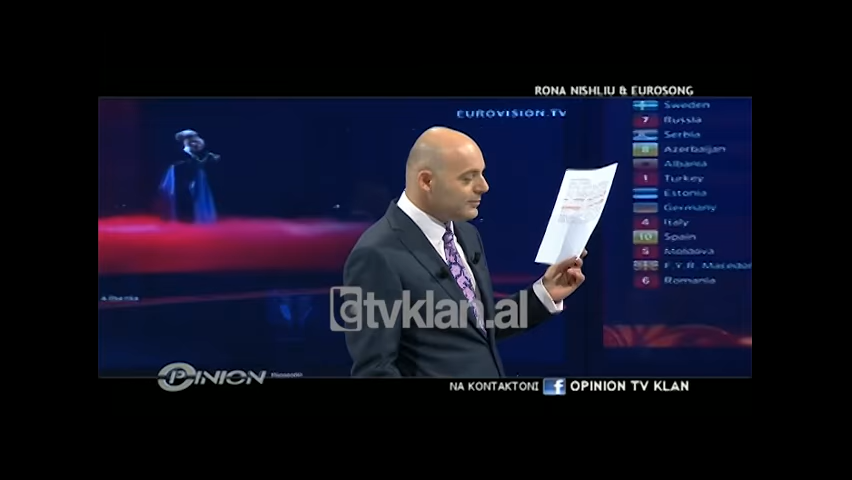 RONA NISHLIU & EUROSONG
EUROVISION.TV
Sweden
7 Russia
Serbia
8 Azerbaijan
Albania
1 Turkey
Estonia
Germany
4 Italy
10 Spain
5 Moldova
F.Y.R. Macedon
6 Romania
tvklan.al
OPINION
NA KONTAKTONI f OPINION TV KLAN